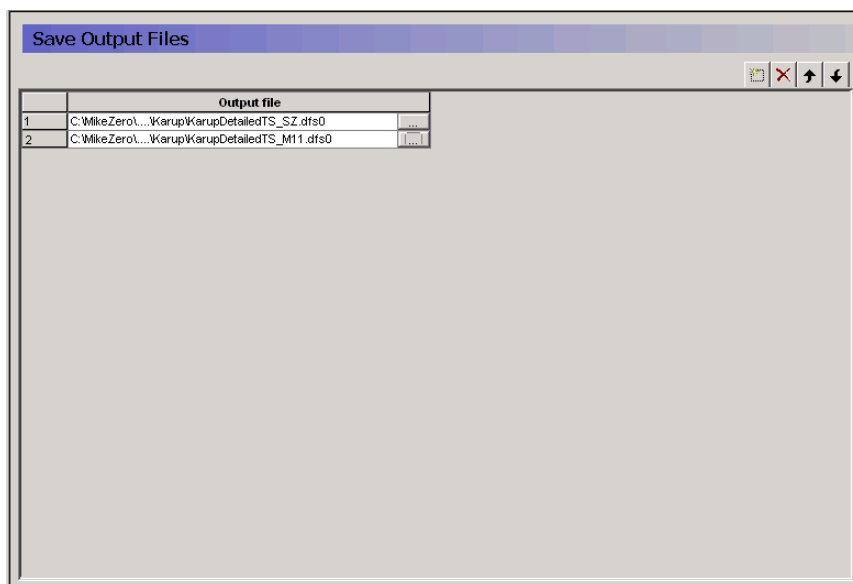 Save Output Files
Output file
1 C:\MikeZero\....\Karup\KarupDetailedTS_SZ.dfs0 ...
2 C:\MikeZero\....\Karup\KarupDetailedTS_M11.dfs0 ...